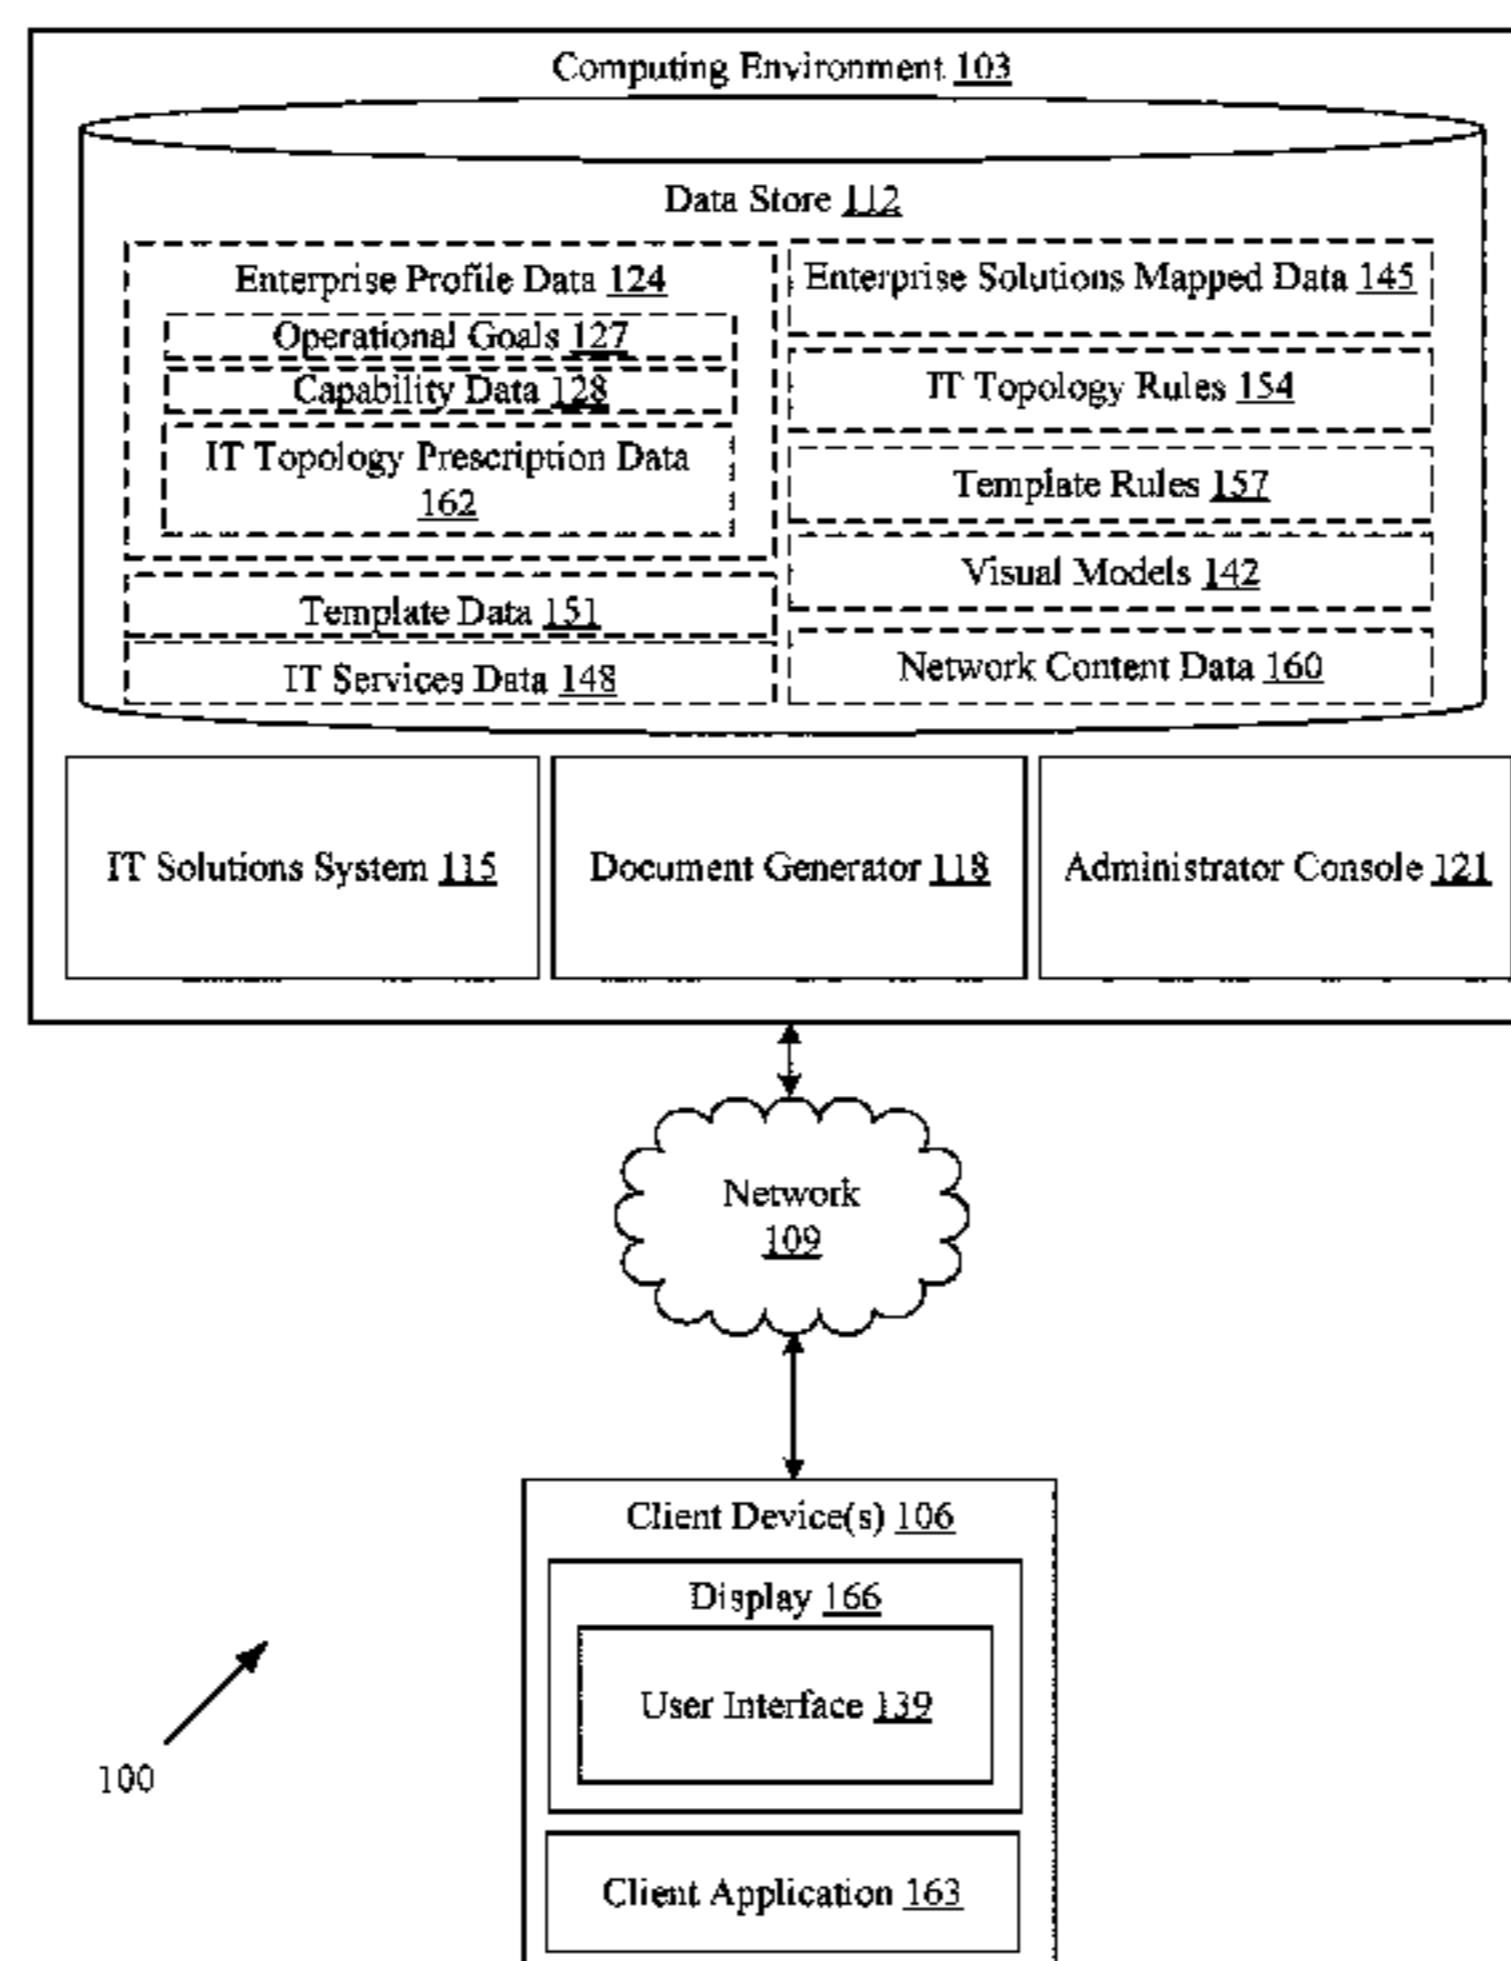 Computing Environment 103
Data Store 112
Enterprise Profile Data 124
Operational Goals 127
Capability Data 128
IT Topology Prescription Data
162
Template Data 151
IT Services Data 148
Enterprise Solutions Mapped Data 145
IT Topology Rules 154
Template Rules 157
Visual Models 142
Network Content Data 160
IT Solutions System 115
Document Generator 118
Administrator Console 121
Network
109
Client Device(s) 106
Display 166
User Interface 139
Client Application 163
100